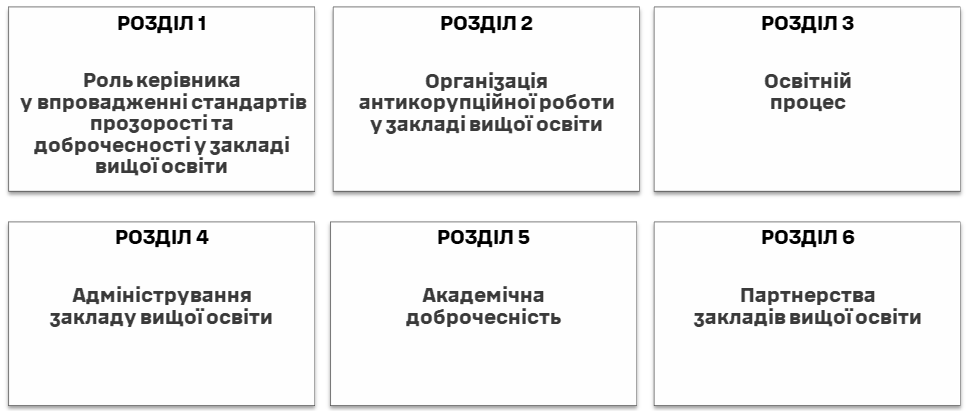 РОЗДІЛ 1
Роль керівника
у впровадженні стандартів
прозорості та
доброчесності у закладі
вищої освіти
РОЗДІЛ 2
Організація
антикорупційної роботи
у закладі вищої освіти
РОЗДІЛ 3
Освітній
процес
РОЗДІЛ 4
Адміністрування
закладу вищої освіти
РОЗДІЛ 5
Академічна
доброчесність
РОЗДІЛ 6
Партнерства
закладів вищої освіти